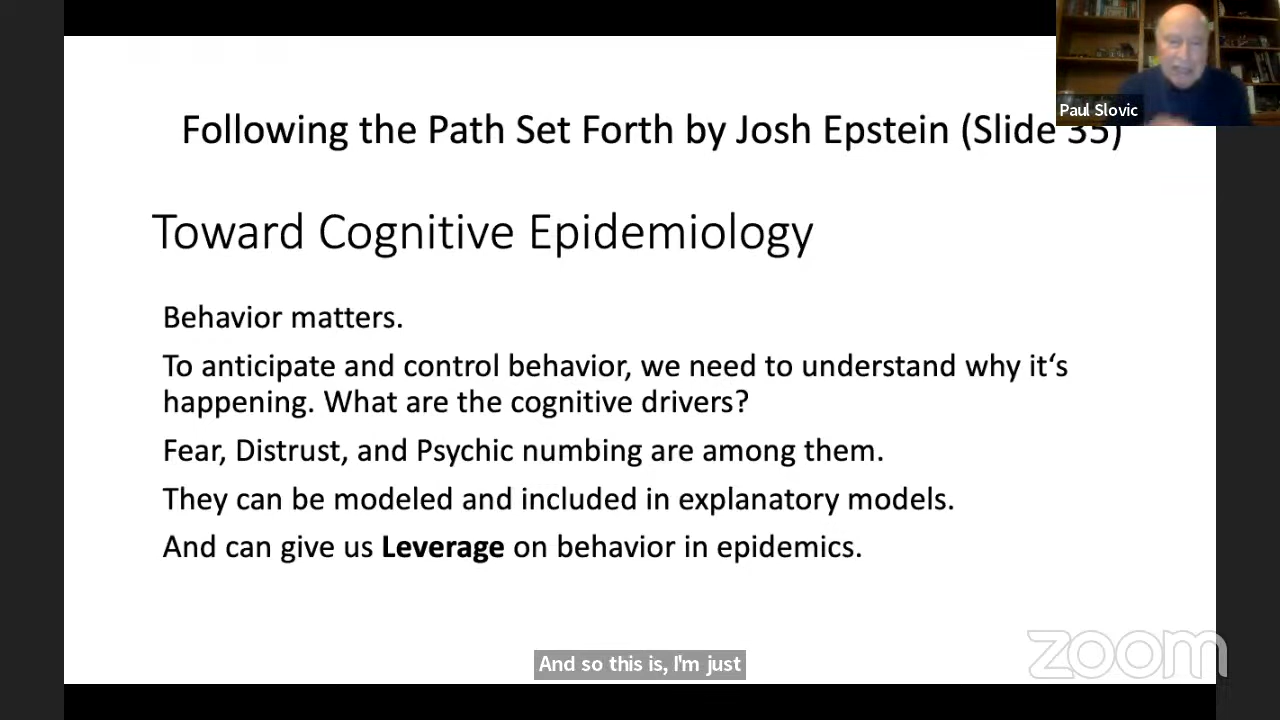 Paul Slovic
Following the Path Set Forth by Josh Epstein (Slide 35)
Toward Cognitive Epidemiology
Behavior matters.
To anticipate and control behavior, we need to understand why it‘s
happening. What are the cognitive drivers?
Fear, Distrust, and Psychic numbing are among them.
They can be modeled and included in explanatory models.
And can give us Leverage on behavior in epidemics.
And so this is, I'm just
zoom